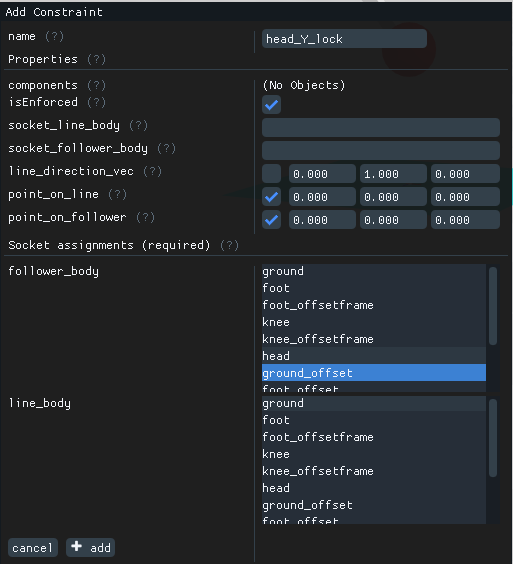 Add Constraint
name (?) head_Y_lock
Properties (?)
components (?) (No Objects)
isEnforced (?)
socket_line_body (?)
socket_follower_body (?)
line_direction_vec (?) 0.000 1.000 0.000
point_on_line (?) 0.000 0.000 0.000
point_on_follower (?) 0.000 0.000 0.000
Socket assignments (required) (?)
follower_body ground
foot
foot_offsetframe
knee
knee_offsetframe
head
ground_offset
foot_offset
line_body ground
foot
foot_offsetframe
knee
knee_offsetframe
head
ground_offset
foot_offset
cancel + add